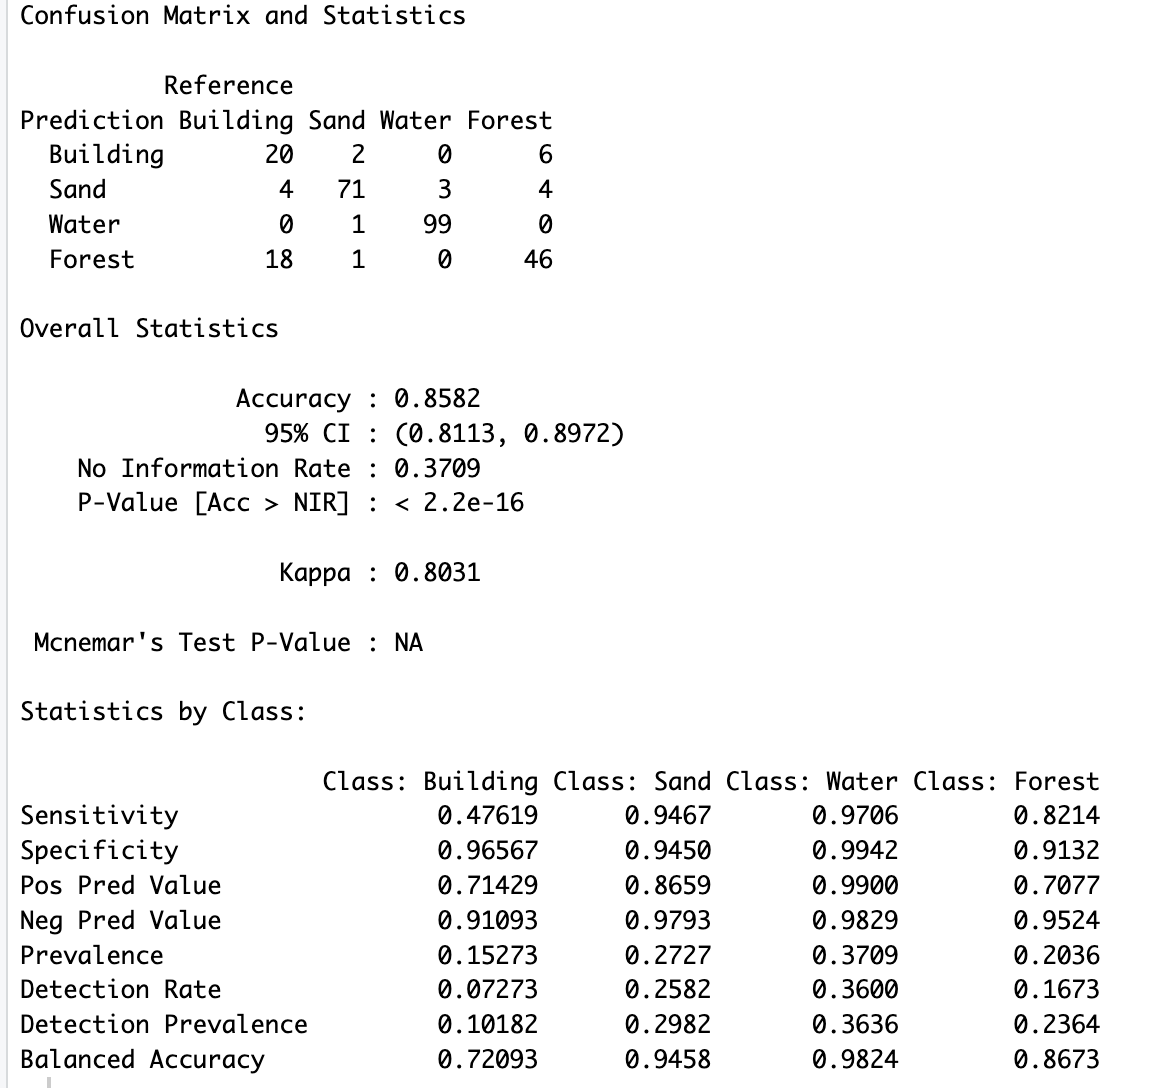 Confusion Matrix and Statistics
Reference
Prediction Building Sand Water Forest
Building 20 2 0 6
Sand 4 71 3 4
Water 0 1 99 0
Forest 18 1 0 46
Overall Statistics
Accuracy : 0.8582
95% CI : (0.8113, 0.8972)
No Information Rate : 0.3709
P-Value [Acc > NIR] : < 2.2e-16
Kappa : 0.8031
Mcnemar's Test P-Value : NA
Statistics by Class:
Class: Building Class: Sand Class: Water Class: Forest
Sensitivity 0.47619 0.9467 0.9706 0.8214
Specificity 0.96567 0.9450 0.9942 0.9132
Pos Pred Value 0.71429 0.8659 0.9900 0.7077
Neg Pred Value 0.91093 0.9793 0.9829 0.9524
Prevalence 0.15273 0.2727 0.3709 0.2036
Detection Rate 0.07273 0.2582 0.3600 0.1673
Detection Prevalence 0.10182 0.2982 0.3636 0.2364
Balanced Accuracy 0.72093 0.9458 0.9824 0.8673